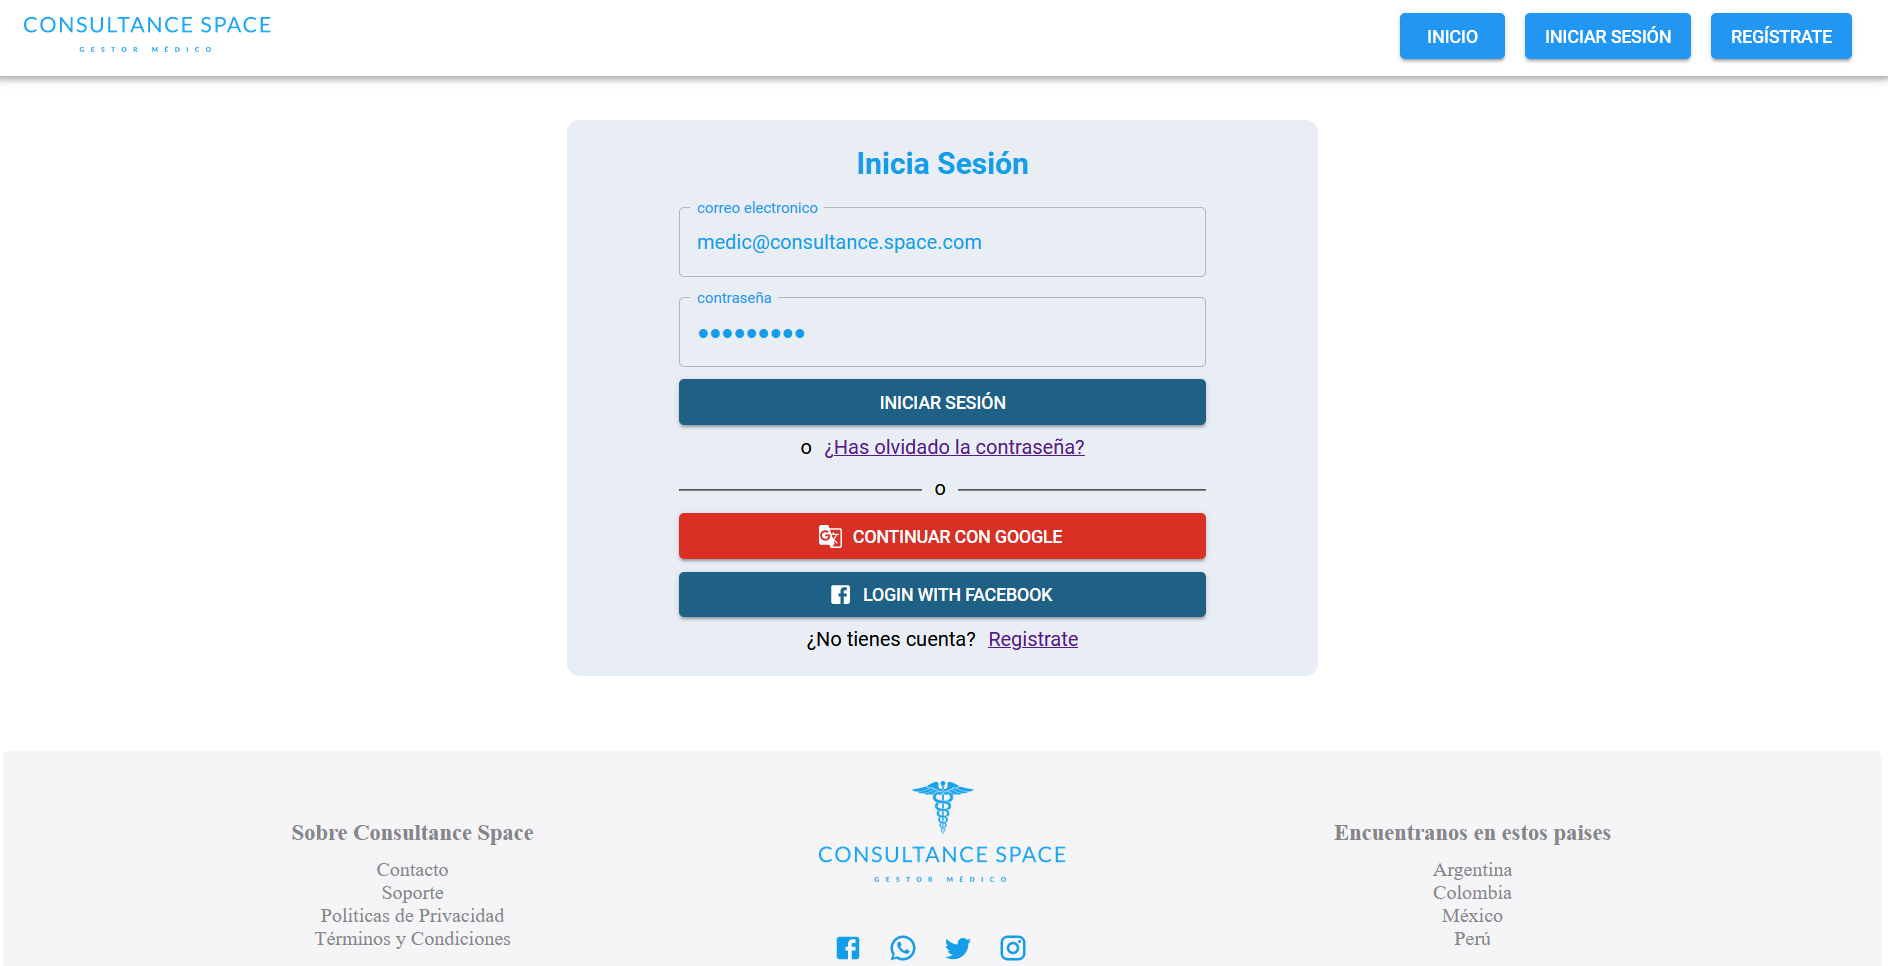 CONSULTANCE SPACE
GESTOR MÉDICO
INICIO
INICIAR SESIÓN
REGÍSTRATE
Inicia Sesión
correo electronico
medic@consultance.space.com
contraseña
•••••••••
INICIAR SESIÓN
o ¿Has olvidado la contraseña?
o
CONTINUAR CON GOOGLE
LOGIN WITH FACEBOOK
¿No tienes cuenta? Registrate
Sobre Consultance Space
Contacto
Soporte
Politicas de Privacidad
Términos y Condiciones
CONSULTANCE SPACE
GESTOR MÉDICO
Encuentranos en estos paises
Argentina
Colombia
México
Perú